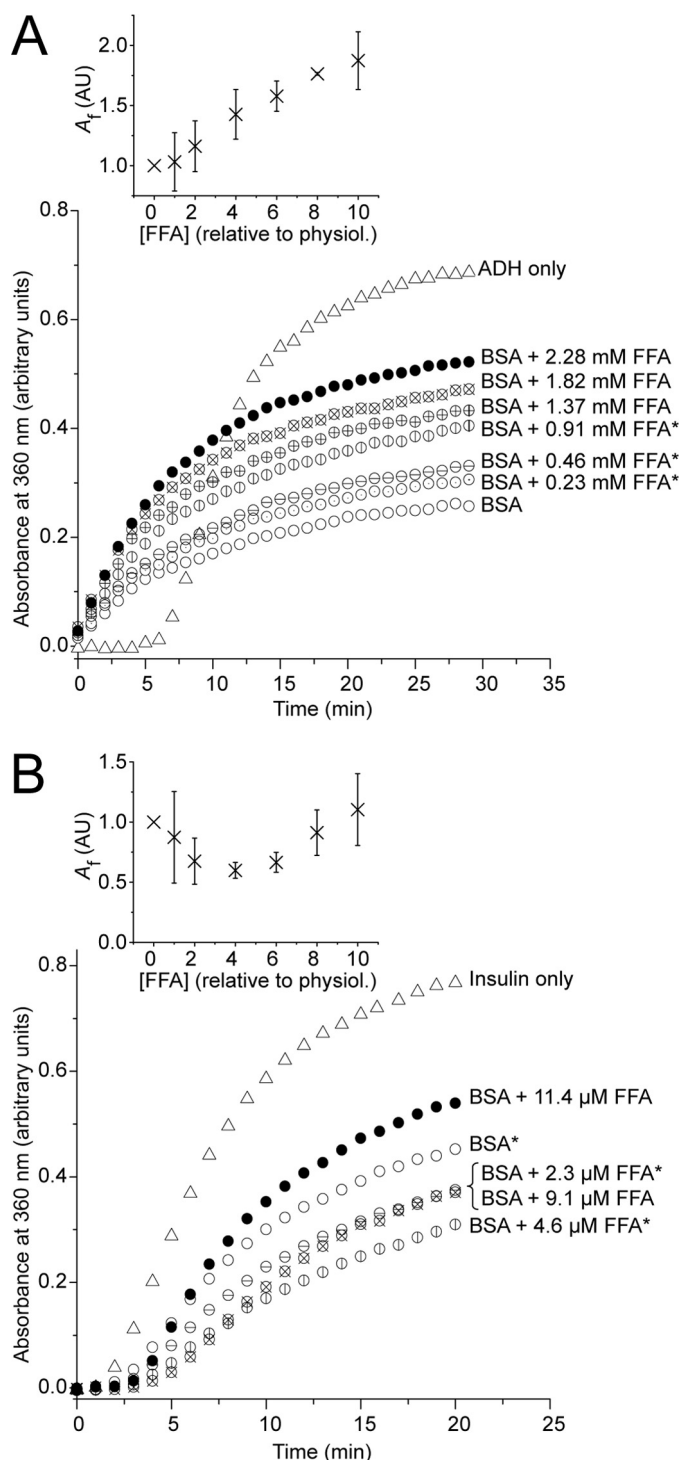 A
2.0
1.5
1.0
A_f (AU)
0 2 4 6 8 10
[FFA] (relative to physiol.)
0.8
0.6
0.4
0.2
0.0
Absorbance at 360 nm (arbitrary units)
ADH only
BSA + 2.28 mM FFA
BSA + 1.82 mM FFA
BSA + 1.37 mM FFA
BSA + 0.91 mM FFA*
BSA + 0.46 mM FFA*
BSA + 0.23 mM FFA*
BSA
0 5 10 15 20 25 30 35
Time (min)
B
1.5
1.0
0.5
0.0
A_f (AU)
0 2 4 6 8 10
[FFA] (relative to physiol.)
0.8
0.6
0.4
0.2
0.0
Absorbance at 360 nm (arbitrary units)
Insulin only
BSA + 11.4 µM FFA
BSA*
BSA + 2.3 µM FFA*
BSA + 9.1 µM FFA
BSA + 4.6 µM FFA*
0 5 10 15 20 25
Time (min)